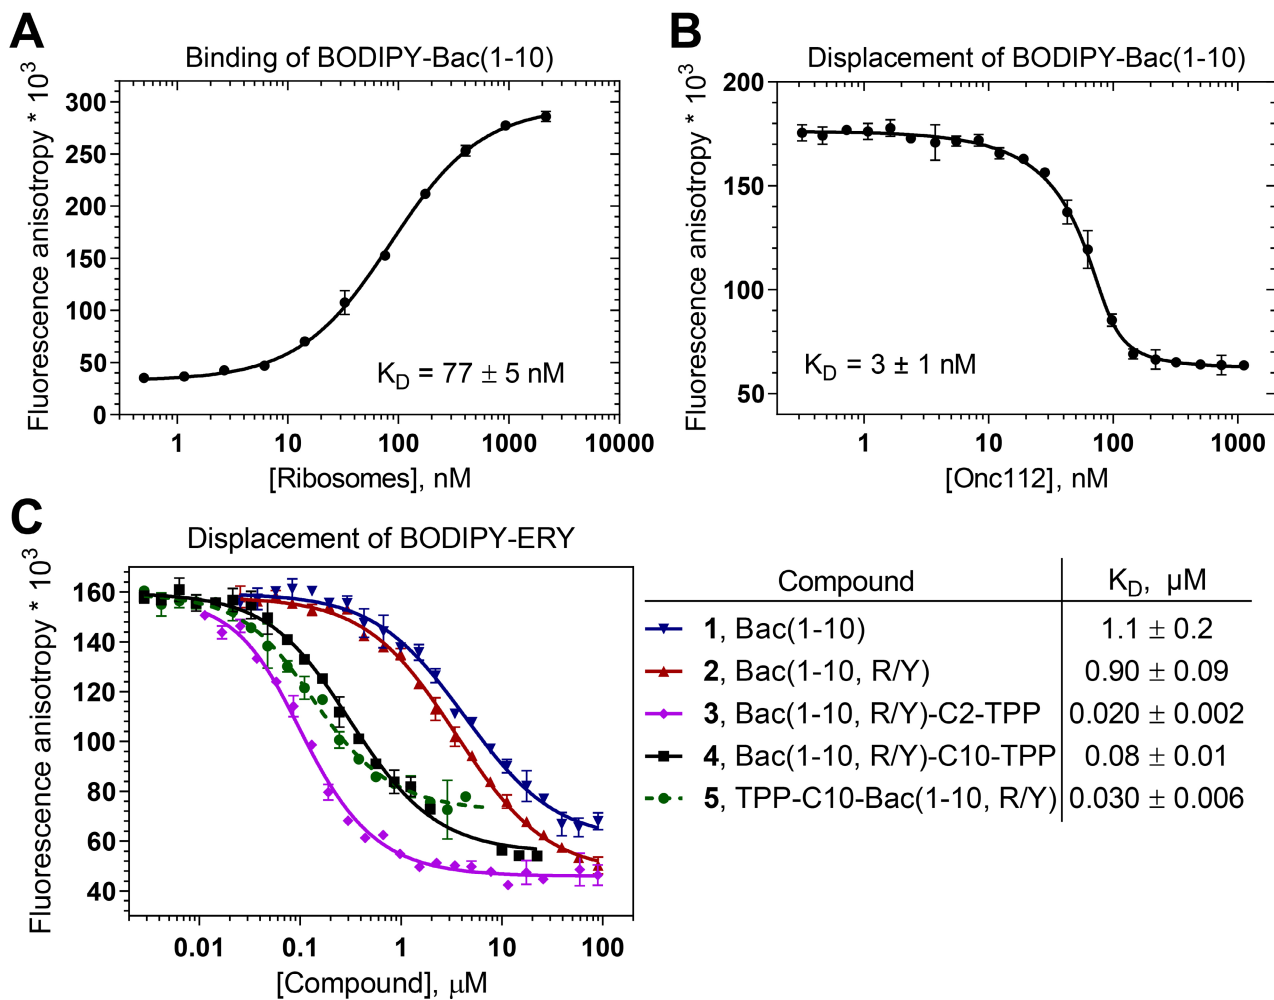 A
Binding of BODIPY-Bac(1-10)
Fluorescence anisotropy * 10³
300
250
200
150
100
50
0
K_D = 77 ± 5 nM
1 10 100 1000 10000
[Ribosomes], nM
B
Displacement of BODIPY-Bac(1-10)
Fluorescence anisotropy * 10³
200
150
100
50
K_D = 3 ± 1 nM
1 10 100 1000
[Onc112], nM
C
Displacement of BODIPY-ERY
Fluorescence anisotropy * 10³
160
140
120
100
80
60
40
0.01 0.1 1 10 100
[Compound], μM
Compound K_D, μM
1, Bac(1-10) 1.1 ± 0.2
2, Bac(1-10, R/Y) 0.90 ± 0.09
3, Bac(1-10, R/Y)-C2-TPP 0.020 ± 0.002
4, Bac(1-10, R/Y)-C10-TPP 0.08 ± 0.01
5, TPP-C10-Bac(1-10, R/Y) 0.030 ± 0.006